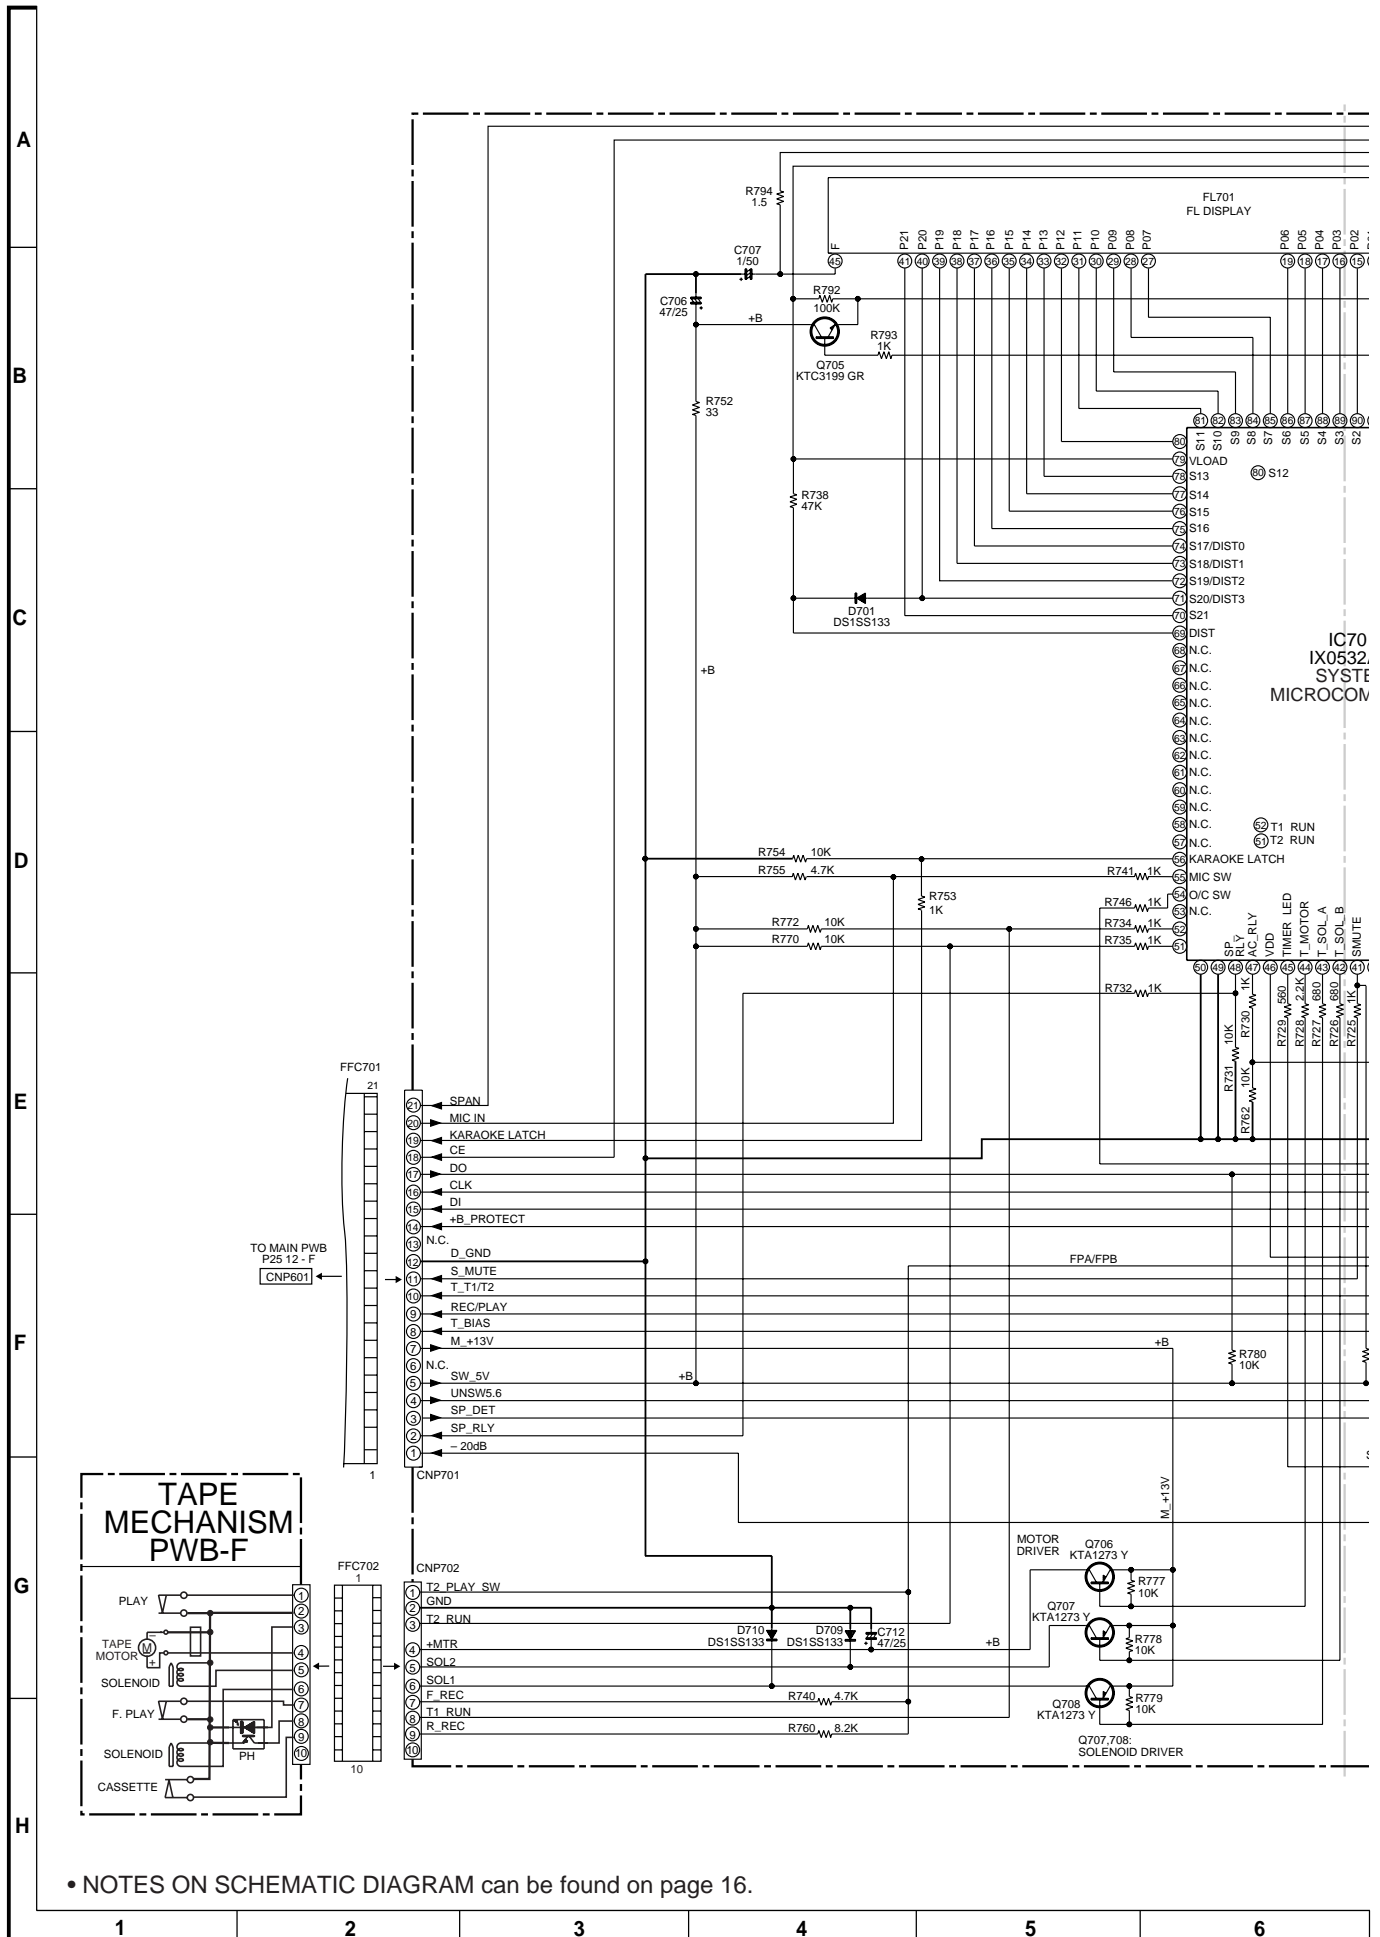 A
B
C
D
E
F
G
H
1
2
3
4
5
6
FL701
FL DISPLAY
R794
1.5
F
P21
P20
P19
P18
P17
P16
P15
P14
P13
P12
P11
P10
P09
P08
P07
P06
P05
P04
P03
P02
45
41
40
39
38
37
36
35
34
33
32
31
30
29
28
27
19
18
17
16
15
C707
1/50
C706
47/25
R792
100K
+B
R793
1K
Q705
KTC3199 GR
R752
33
81
82
83
84
85
86
87
88
89
90
S11
S10
S9
S8
S7
S6
S5
S4
S3
S2
80
79 VLOAD
80 S12
78 S13
77 S14
76 S15
75 S16
74 S17/DIST0
73 S18/DIST1
72 S19/DIST2
71 S20/DIST3
70 S21
69 DIST
68 N.C.
67 N.C.
66 N.C.
65 N.C.
64 N.C.
63 N.C.
62 N.C.
61 N.C.
60 N.C.
59 N.C.
58 N.C.
57 N.C.
56 KARAOKE LATCH
55 MIC SW
54 O/C SW
53 N.C.
52
51
52 T1 RUN
51 T2 RUN
R738
47K
D701
DS1SS133
+B
IC70
IX0532
SYSTE
MICROCOM
R754 10K
R755 4.7K
R741 1K
R753
1K
R746 1K
R772 10K
R734 1K
R770 10K
R735 1K
R732 1K
SP_
RLY
AC_RLY
VDD
TIMER LED
T_MOTOR
T_SOL_A
T_SOL_B
SMUTE
50
49
48
47
46
45
44
43
42
41
R731 10K
R730 1K
R762 10K
R729 560
R728 2.2K
R727 680
R726 680
R725 1K
FFC701
21
1
21 SPAN
20 MIC IN
19 KARAOKE LATCH
18 CE
17 DO
16 CLK
15 DI
14 +B_PROTECT
13 N.C.
12 D_GND
11 S_MUTE
10 T_T1/T2
9 REC/PLAY
8 T_BIAS
7 M_+13V
6 N.C.
5 SW_5V
4 UNSW5.6
3 SP_DET
2 SP_RLY
1 – 20dB
CNP701
TO MAIN PWB
P25 12 - F
CNP601
FPA/FPB
+B
+B
R780
10K
M_+13V
TAPE
MECHANISM
PWB-F
PLAY
TAPE
MOTOR
M
–
+
SOLENOID
F. PLAY
SOLENOID
CASSETTE
PH
1
2
3
4
5
6
7
8
9
10
FFC702
1
10
CNP702
1 T2_PLAY_SW
2 GND
3 T2_RUN
4 +MTR
5 SOL2
6 SOL1
7 F_REC
8 T1_RUN
9 R_REC
10
D710
DS1SS133
D709
DS1SS133
C712
47/25
+B
R740 4.7K
R760 8.2K
MOTOR
DRIVER
Q706
KTA1273 Y
R777
10K
Q707
KTA1273 Y
R778
10K
Q708
KTA1273 Y
R779
10K
Q707,708:
SOLENOID DRIVER
• NOTES ON SCHEMATIC DIAGRAM can be found on page 16.